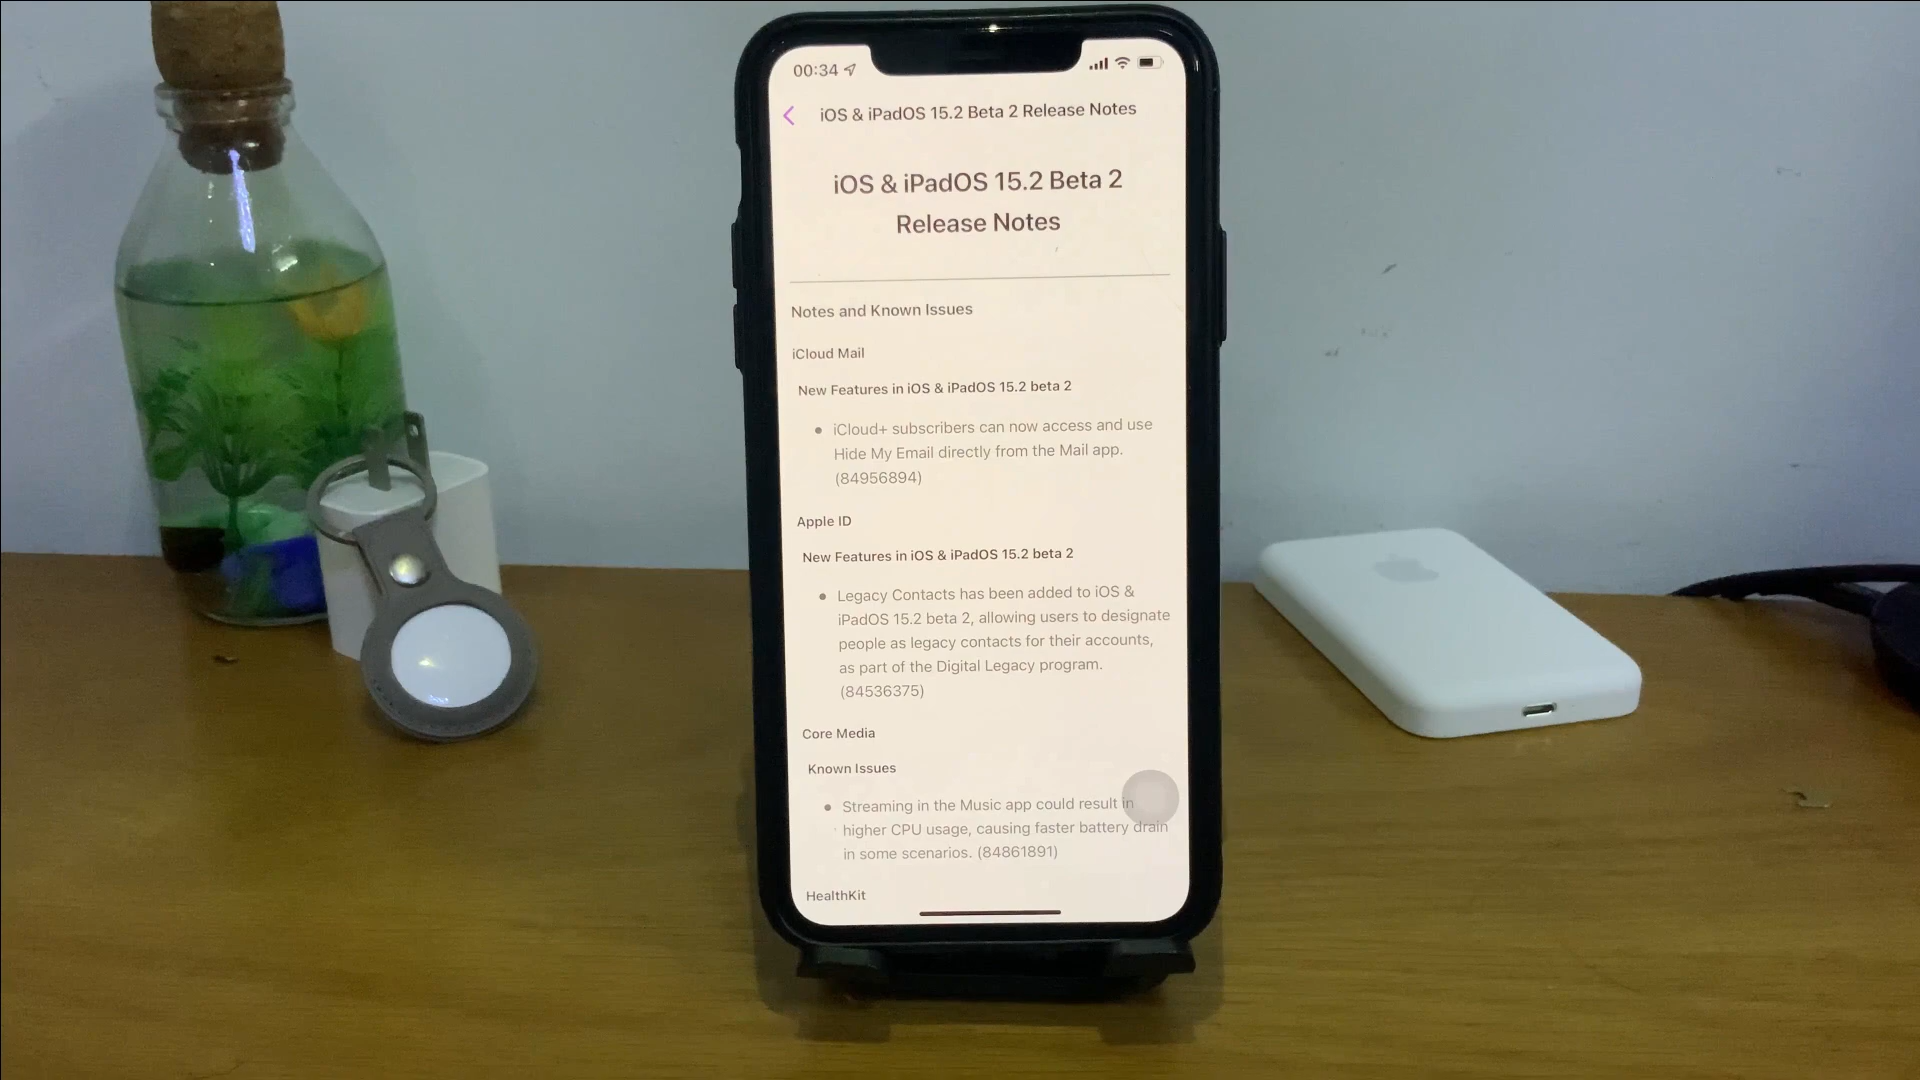 00:34
iOS & iPadOS 15.2 Beta 2 Release Notes
iOS & iPadOS 15.2 Beta 2
Release Notes
Notes and Known Issues
iCloud Mail
New Features in iOS & iPadOS 15.2 beta 2
• iCloud+ subscribers can now access and use
Hide My Email directly from the Mail app.
(84956894)
Apple ID
New Features in iOS & iPadOS 15.2 beta 2
• Legacy Contacts has been added to iOS &
iPadOS 15.2 beta 2, allowing users to designate
people as legacy contacts for their accounts,
as part of the Digital Legacy program.
(84536375)
Core Media
Known Issues
• Streaming in the Music app could result in
higher CPU usage, causing faster battery drain
in some scenarios. (84861891)
HealthKit